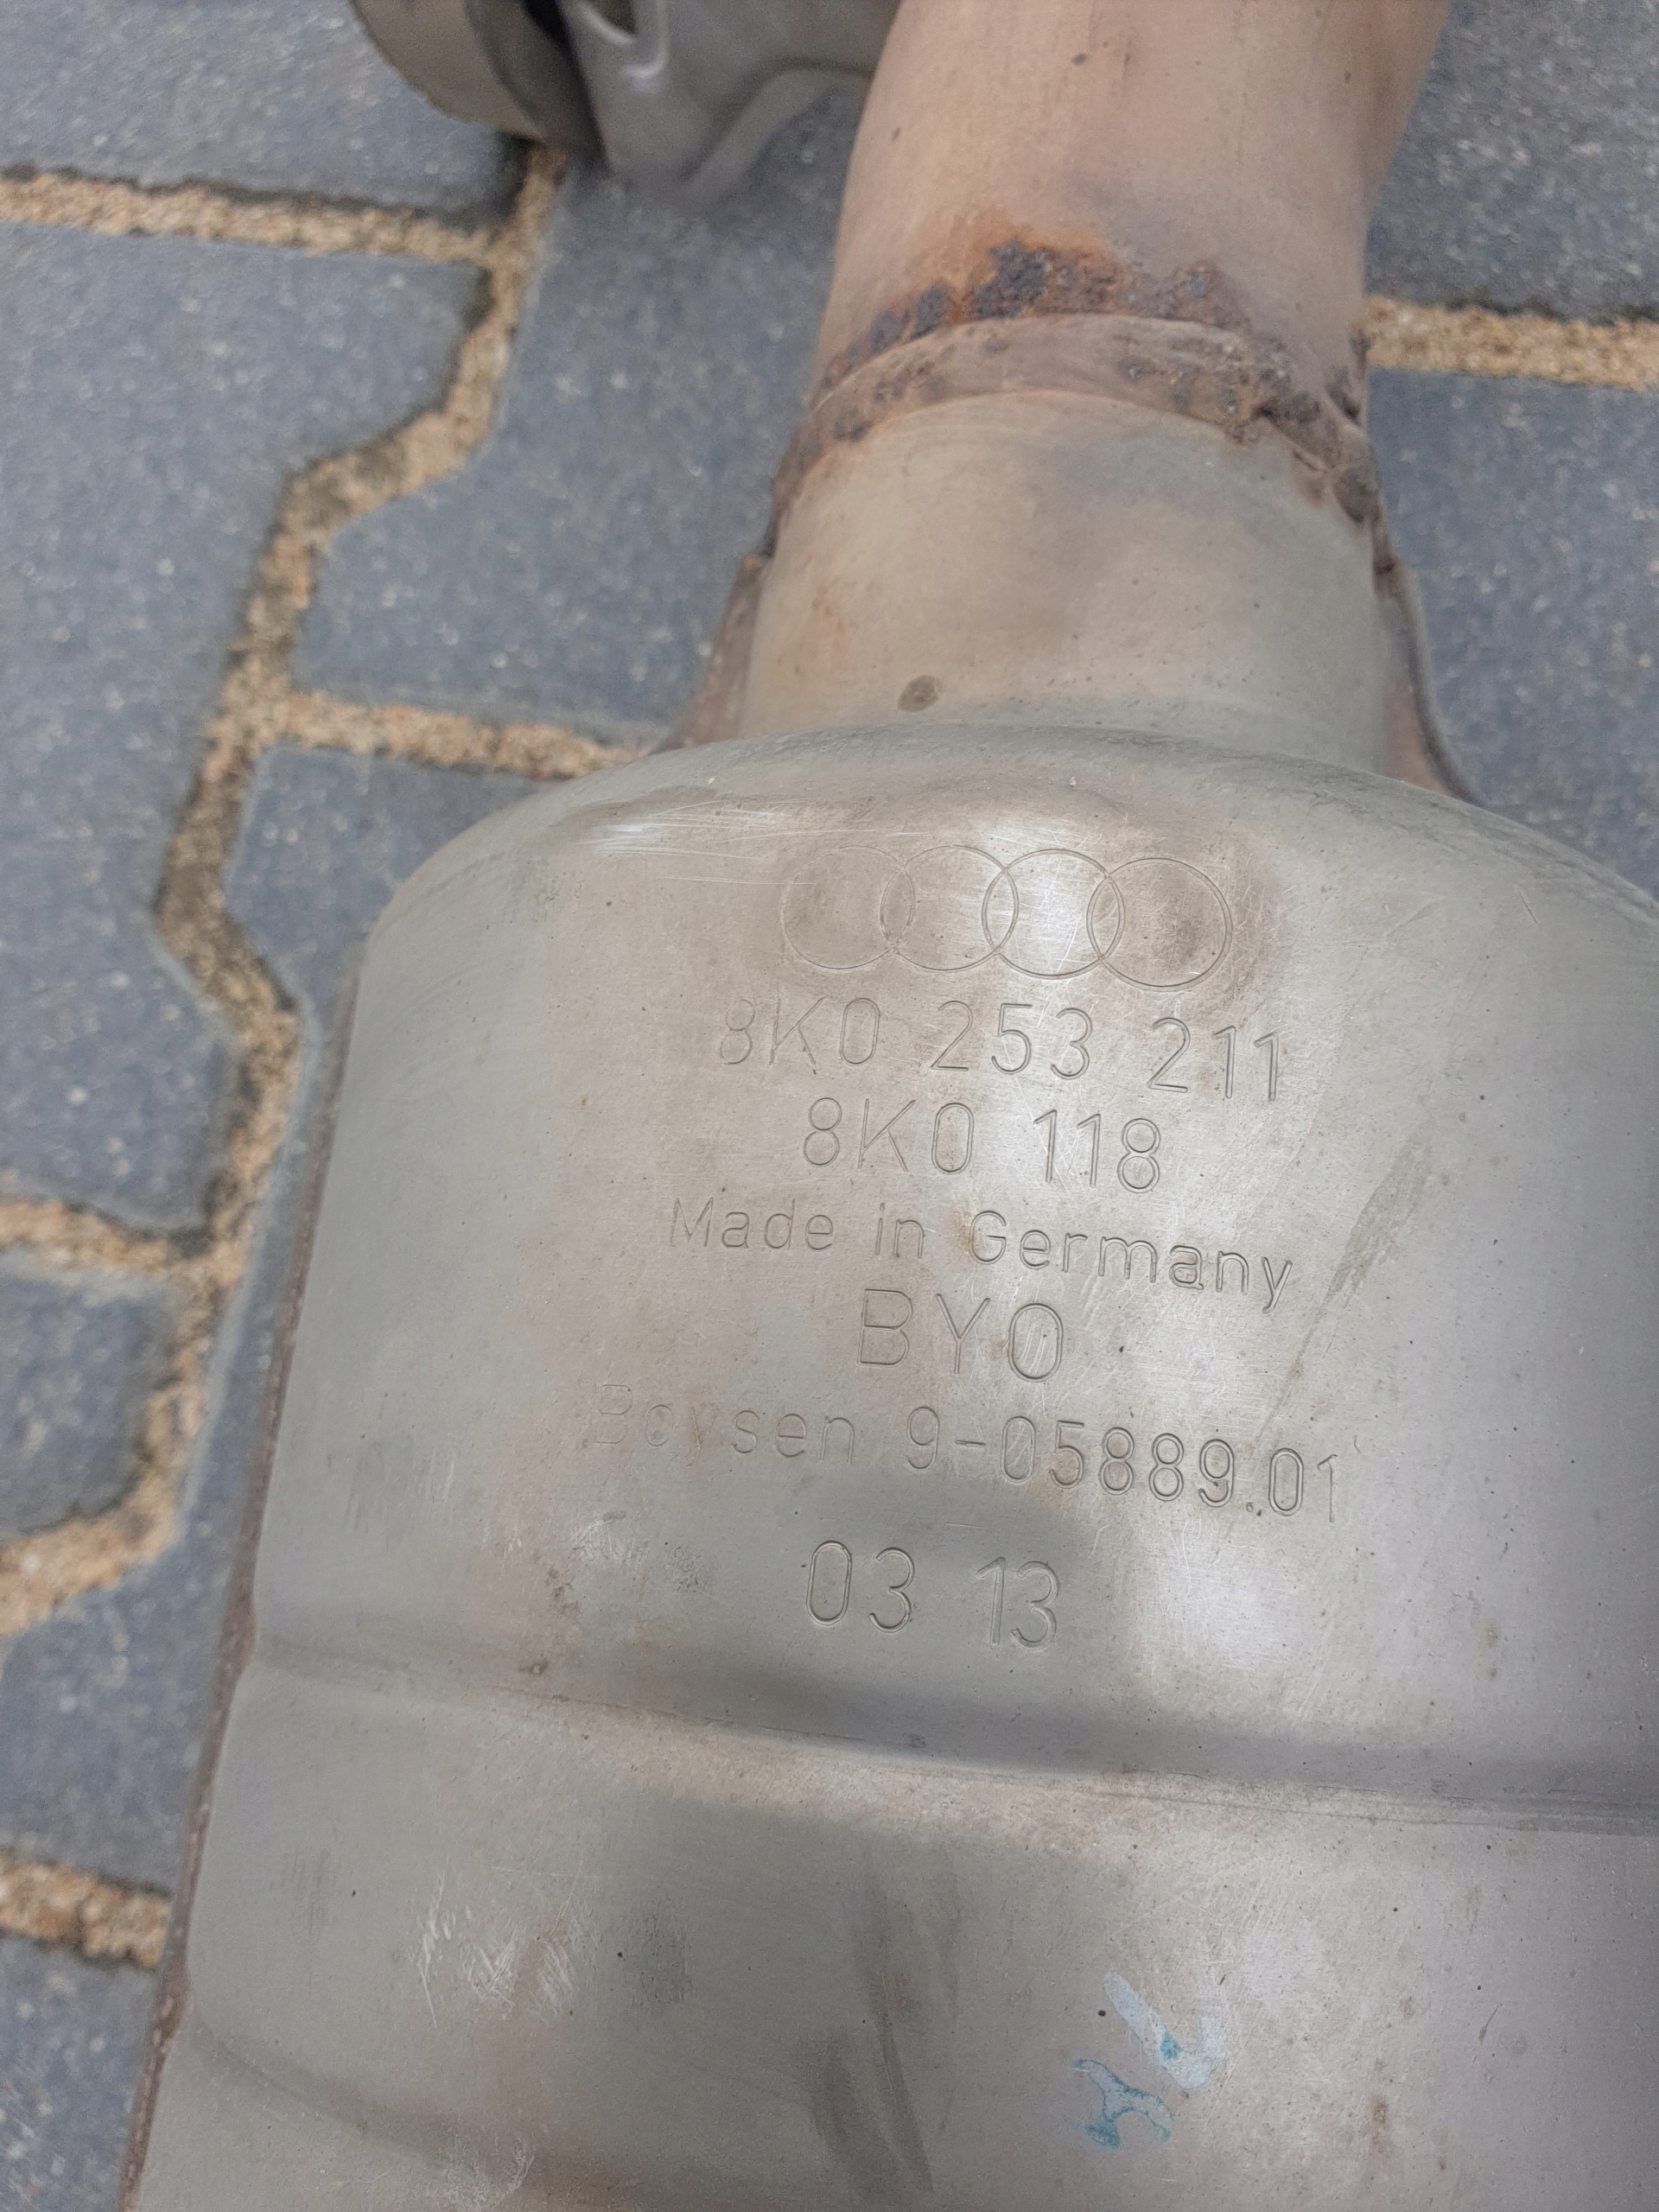 8K0 253 211
8K0 118
Made in Germany
BYO
Boysen 9-05889.01
03 13